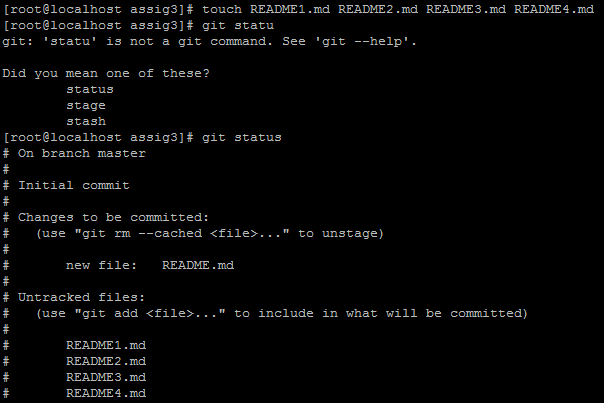 [root@localhost assig3]# touch README1.md README2.md README3.md README4.md
[root@localhost assig3]# git statu
git: 'statu' is not a git command. See 'git --help'.
Did you mean one of these?
status
stage
stash
[root@localhost assig3]# git status
# On branch master
#
# Initial commit
#
# Changes to be committed:
#   (use "git rm --cached <file>..." to unstage)
#
#       new file:   README.md
#
# Untracked files:
#   (use "git add <file>..." to include in what will be committed)
#
#       README1.md
#       README2.md
#       README3.md
#       README4.md